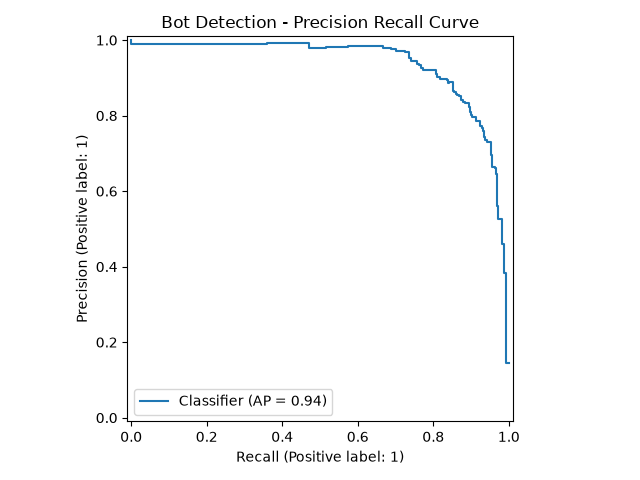 Bot Detection - Precision Recall Curve
1.0
0.8
0.6
0.4
0.2
0.0
Precision (Positive label: 1)
Classifier (AP = 0.94)
0.0 0.2 0.4 0.6 0.8 1.0
Recall (Positive label: 1)